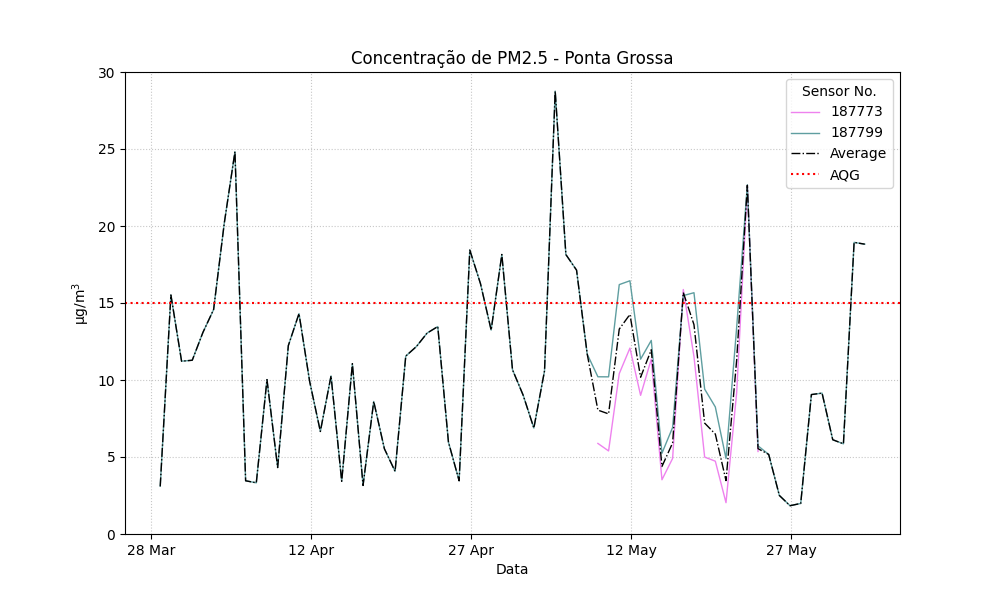 Concentração de PM2.5 - Ponta Grossa
30
25
20
15
10
5
0
µg/m³
28 Mar
12 Apr
27 Apr
12 May
27 May
Data
Sensor No.
187773
187799
Average
AQG